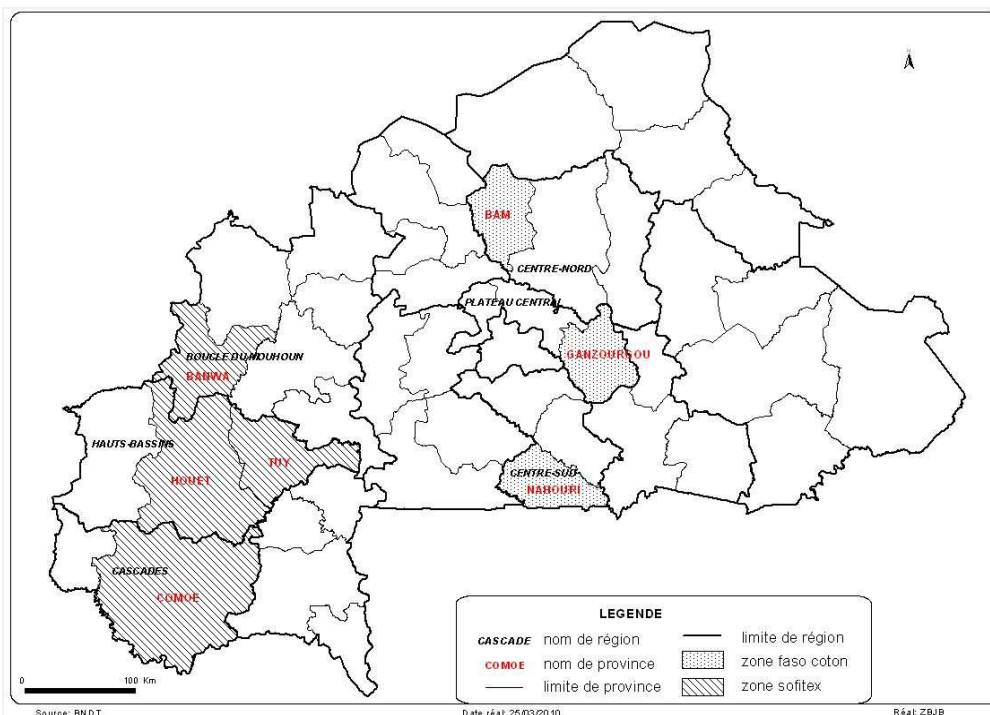 BAM
CENTRE-NORD
PLATEAU CENTRAL
GANZOURGOU
BOUCLE DU MOUHOUN
BANWA
HAUTS-BASSINS
TUY
HOUET
CENTRE-SUD
NAHOURI
CASCADES
COMOE
LEGENDE
CASCADE nom de région
limite de région
COMOE nom de province
zone faso coton
limite de province
zone sofitex
0 100 Km
Source: BNDT
Date réal: 25/03/2010
Réal: ZBJB